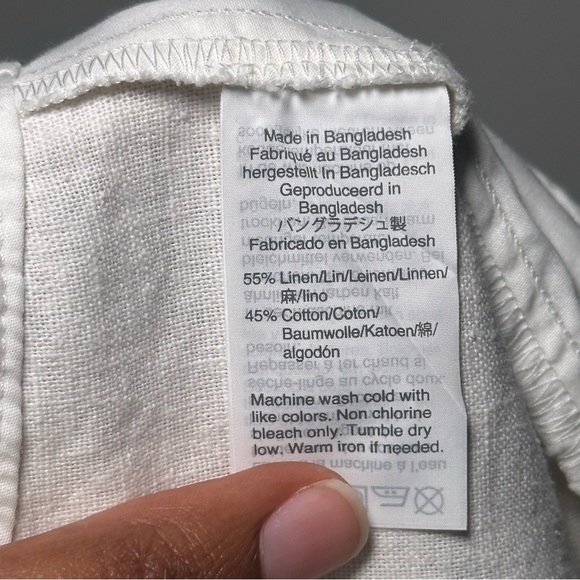 Made in Bangladesh
Fabriqué au Bangladesh
hergestellt In Bangladesch
Geproduceerd in
Bangladesh
バングラデシュ製
Fabricado en Bangladesh
55% Linen/Lin/Leinen/Linnen/
麻/lino
45% Cotton/Coton/
Baumwolle/Katoen/綿/
algodón
Machine wash cold with
like colors. Non chlorine
bleach only. Tumble dry
low. Warm iron if needed.